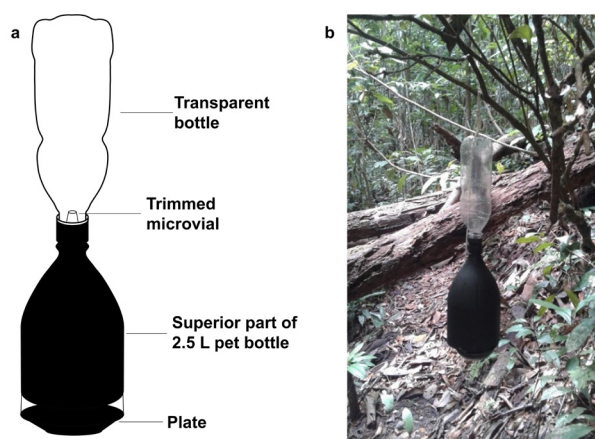 a
Transparent
bottle
Trimmed
microvial
Superior part of
2.5 L pet bottle
Plate
b